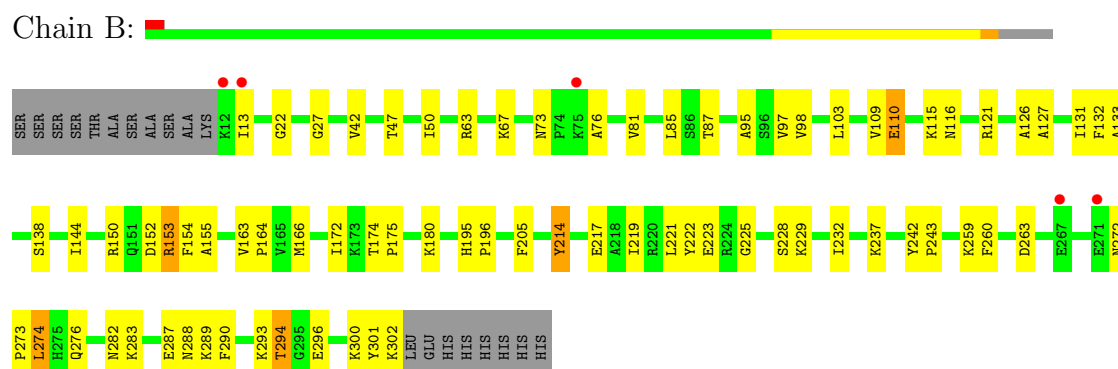 Chain B:
SER SER SER SER THR ALA SER ALA SER ALA LYS K12 I13 G22 G27 V42 T47 I50 R63 K67 N73 P74 K75 A76 V81 L85 S86 T87 A95 S96 V97 V98 L103 V109 E110 K115 N116 R121 A126 A127 I131 F132 A133
S138 I144 R150 Q151 D152 R153 F154 A155 V163 P164 V165 M166 I172 K173 T174 P175 K180 H195 P196 F205 Y214 E217 A218 I219 R220 L221 Y222 E223 R224 G225 S228 K229 I232 K237 Y242 P243 K259 F260 D263 E267 E271 N272
P273 L274 H275 Q276 N282 K283 E287 N288 K289 F290 K293 T294 G295 E296 K300 Y301 K302 LEU GLU HIS HIS HIS HIS HIS HIS